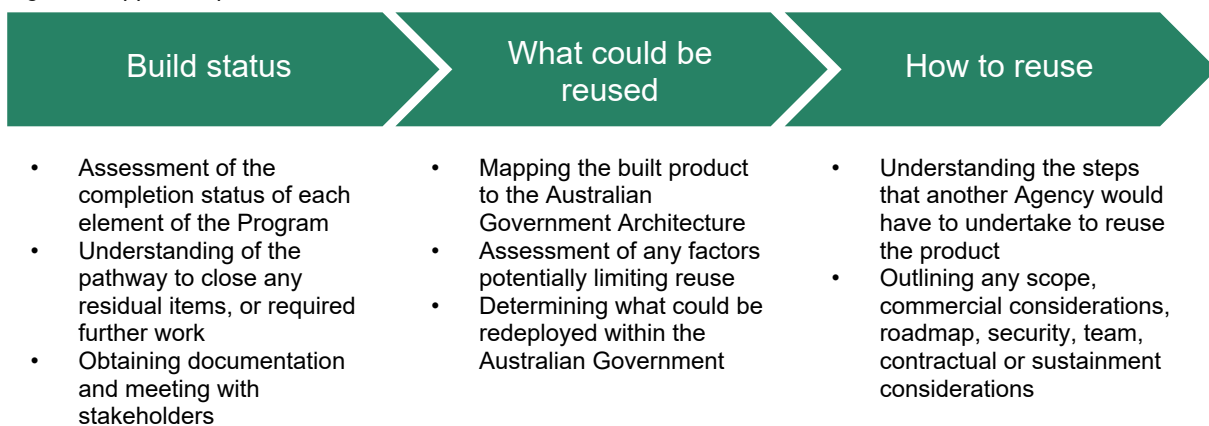 Build status
What could be
reused
How to reuse
• Assessment of the
completion status of each
element of the Program
• Understanding of the
pathway to close any
residual items, or required
further work
• Obtaining documentation
and meeting with
stakeholders
• Mapping the built product
to the Australian
Government Architecture
• Assessment of any factors
potentially limiting reuse
• Determining what could be
redeployed within the
Australian Government
• Understanding the steps
that another Agency would
have to undertake to reuse
the product
• Outlining any scope,
commercial considerations,
roadmap, security, team,
contractual or sustainment
considerations